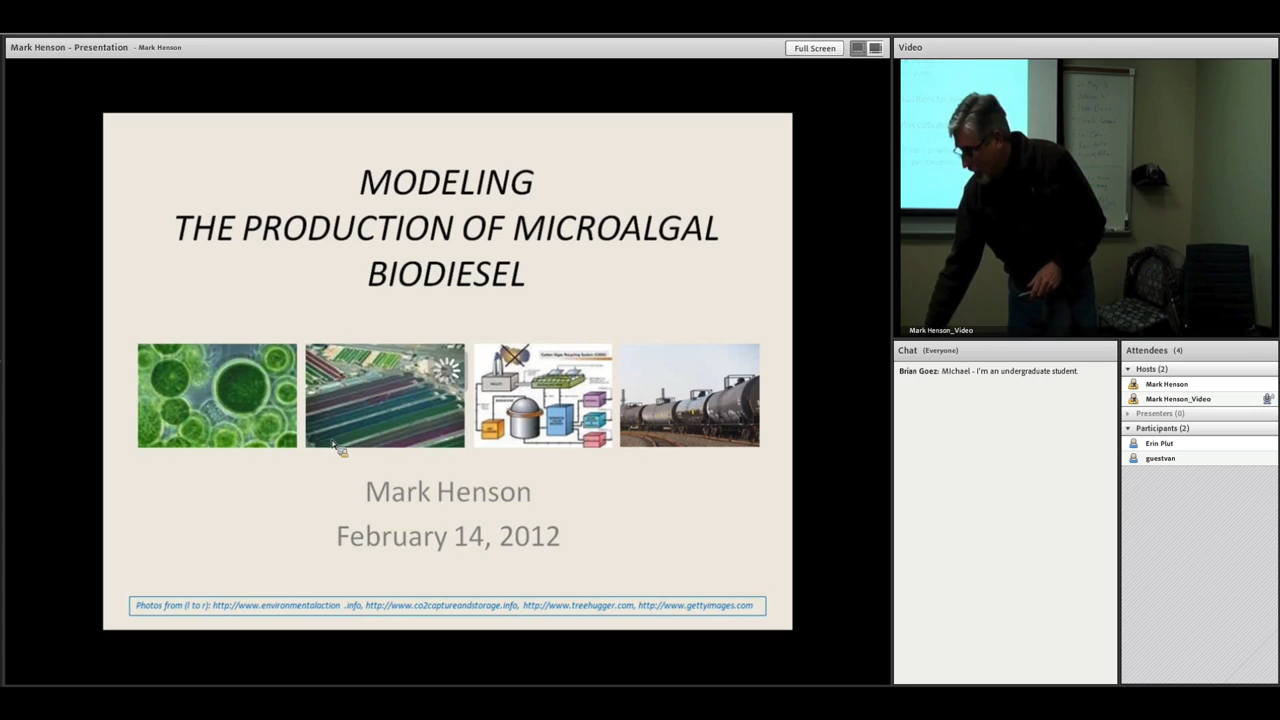 Mark Henson - Presentation - Mark Henson
Full Screen
MODELING
THE PRODUCTION OF MICROALGAL
BIODIESEL
Mark Henson
February 14, 2012
Photos from (l to r): http://www.environmentalaction .info, http://www.co2captureandstorage.info, http://www.treehugger.com, http://www.gettyimages.com
Video
Mark Henson_Video
Chat (Everyone)
Brian Goez: MIchael - I'm an undergraduate student.
Attendees (4)
Hosts (2)
Mark Henson
Mark Henson_Video
Presenters (0)
Participants (2)
Erin Plut
guestvan